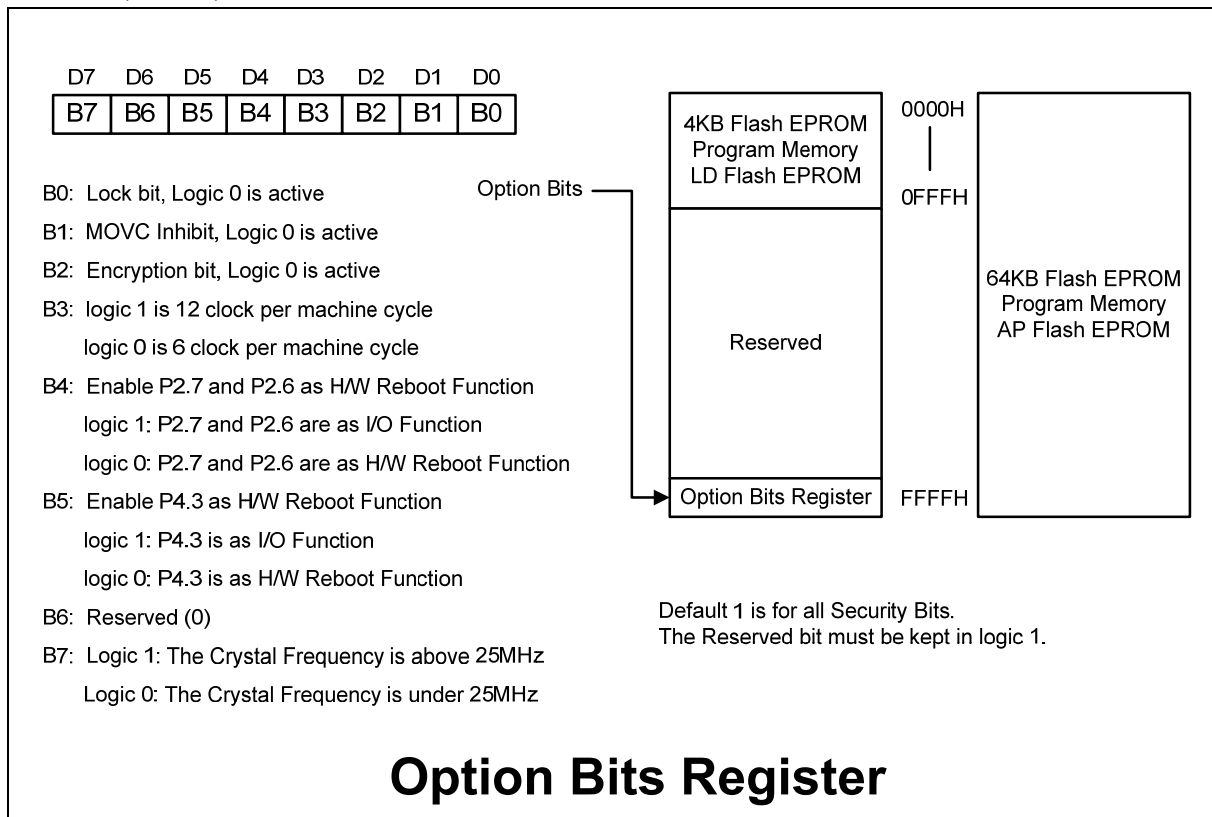 D7 D6 D5 D4 D3 D2 D1 D0
B7 B6 B5 B4 B3 B2 B1 B0
B0: Lock bit, Logic 0 is active
B1: MOVC Inhibit, Logic 0 is active
B2: Encryption bit, Logic 0 is active
B3: logic 1 is 12 clock per machine cycle
logic 0 is 6 clock per machine cycle
B4: Enable P2.7 and P2.6 as H/W Reboot Function
logic 1: P2.7 and P2.6 are as I/O Function
logic 0: P2.7 and P2.6 are as H/W Reboot Function
B5: Enable P4.3 as H/W Reboot Function
logic 1: P4.3 is as I/O Function
logic 0: P4.3 is as H/W Reboot Function
B6: Reserved (0)
B7: Logic 1: The Crystal Frequency is above 25MHz
Logic 0: The Crystal Frequency is under 25MHz
Option Bits
4KB Flash EPROM
Program Memory
LD Flash EPROM
Reserved
Option Bits Register
0000H
0FFFH
FFFFH
64KB Flash EPROM
Program Memory
AP Flash EPROM
Default 1 is for all Security Bits.
The Reserved bit must be kept in logic 1.
Option Bits Register